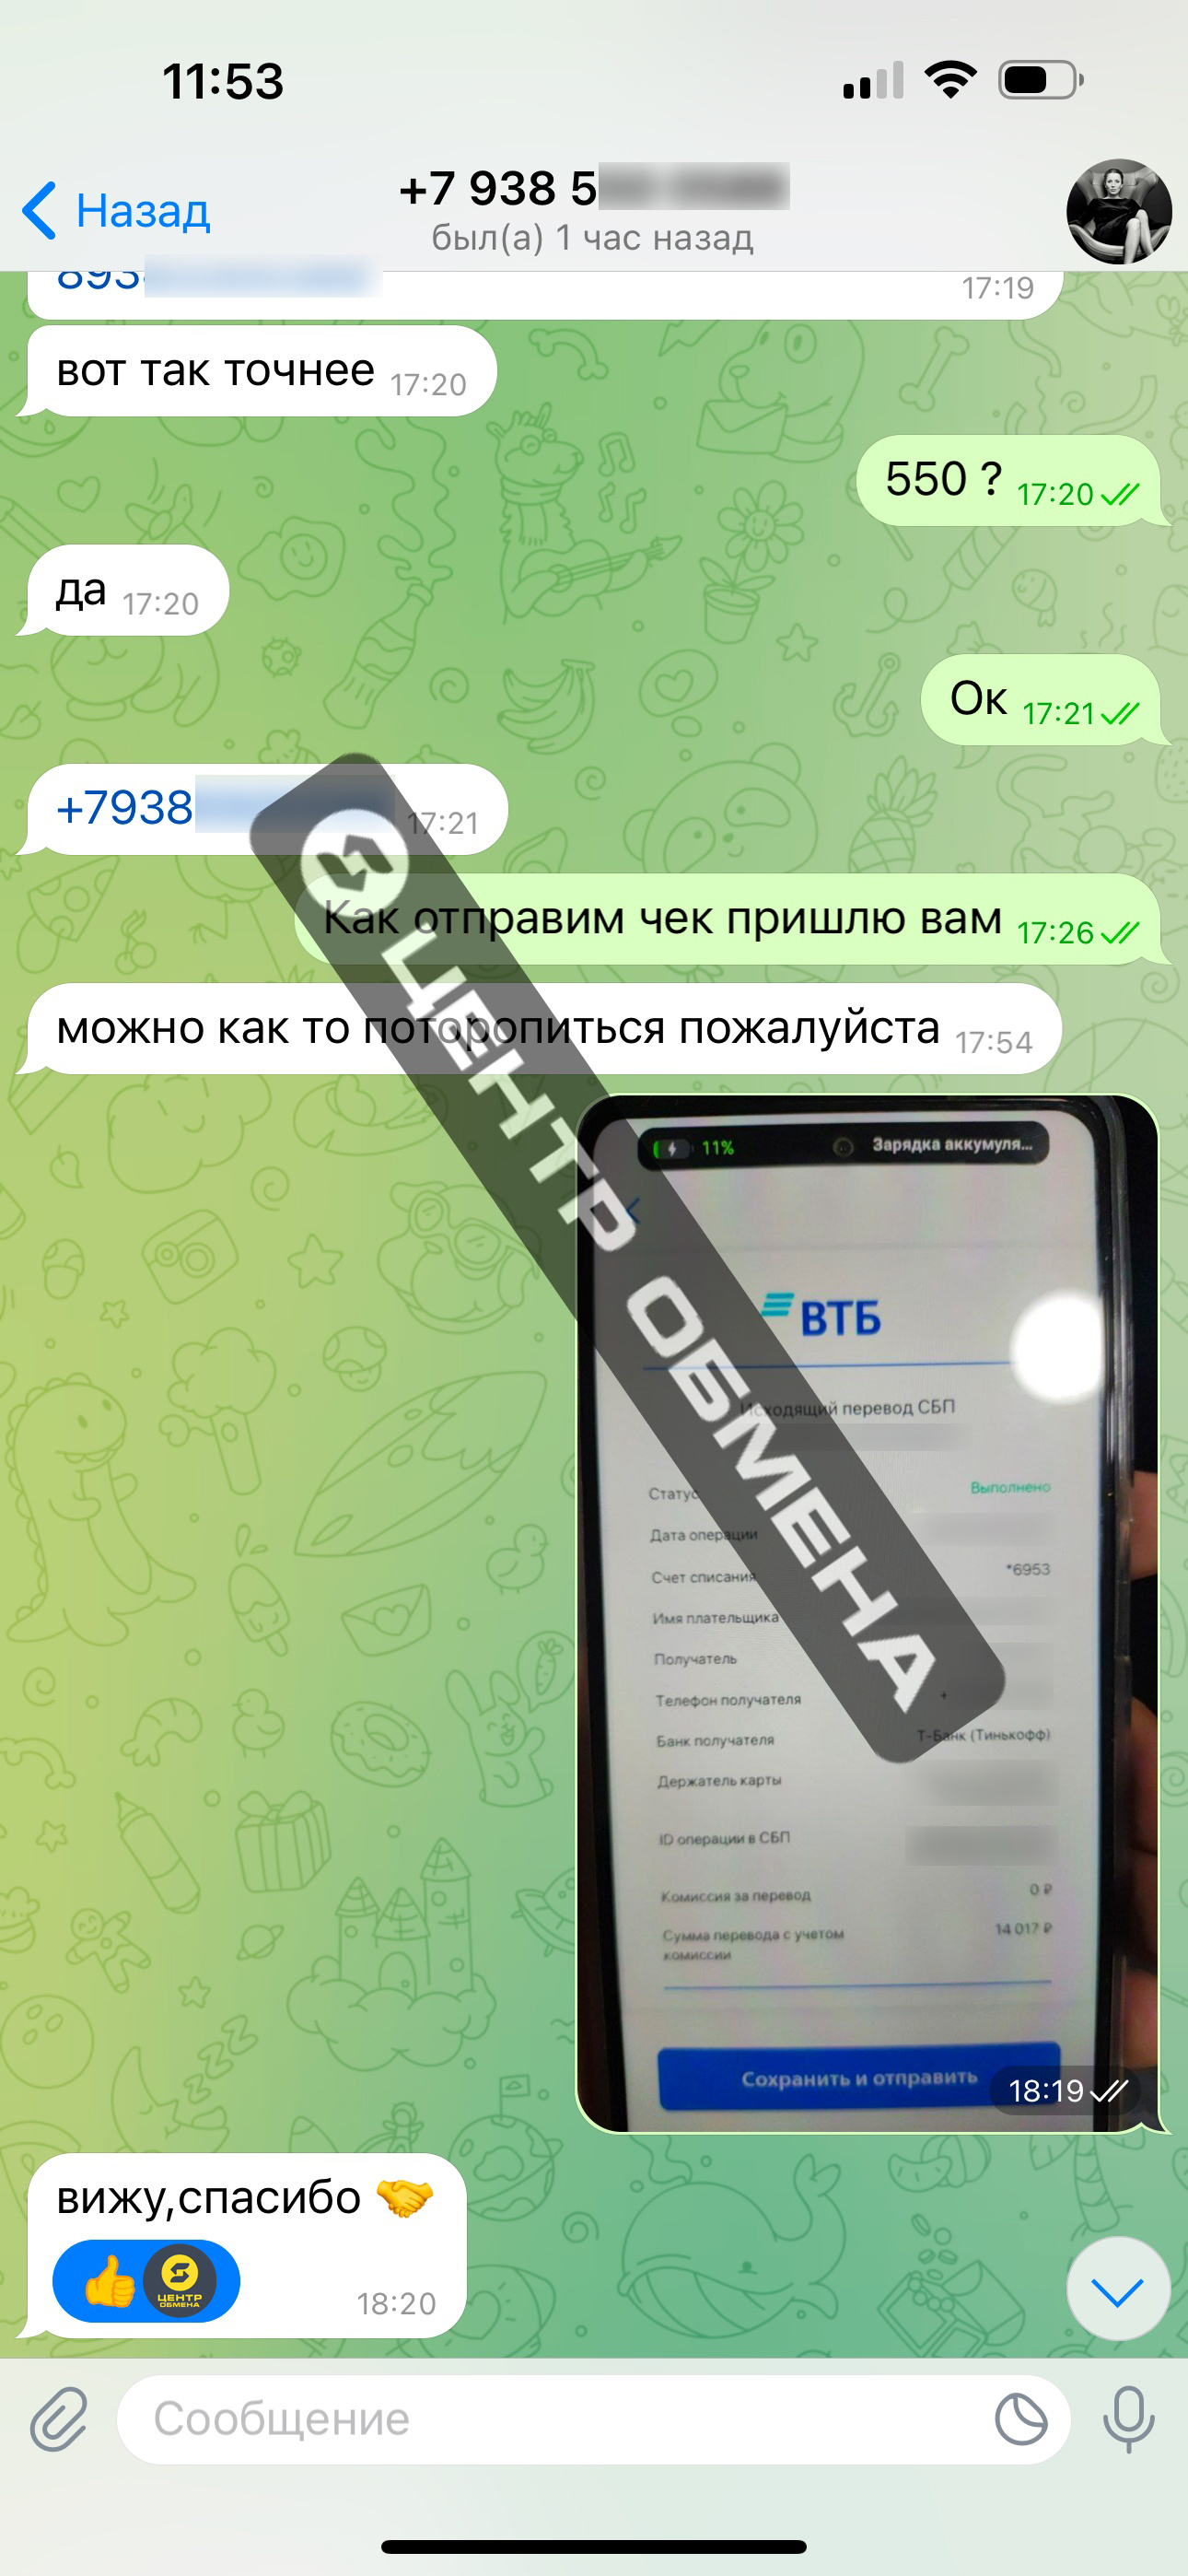 11:53
Назад
+7 938 5
был(а) 1 час назад
893
17:19
вот так точнее 17:20
550 ? 17:20
да 17:20
Ок 17:21
+7938
17:21
Как отправим чек пришлю вам 17:26
можно как то поторопиться пожалуйста 17:54
11%
Зарядка аккумуля...
ВТБ
Исходящий перевод СБП
Статус
Выполнено
Дата операции
Счет списания
*6953
Имя плательщика
Получатель
Телефон получателя
+
Банк получателя
Т-Банк (Тинькофф)
Держатель карты
ID операции в СБП
Комиссия за перевод
0 ₽
Сумма перевода с учетом
комиссии
14 017 ₽
Сохранить и отправить
18:19
ЦЕНТР ОБМЕНА
вижу,спасибо 🤝
👍
ЦЕНТР
ОБМЕНА
18:20
Сообщение